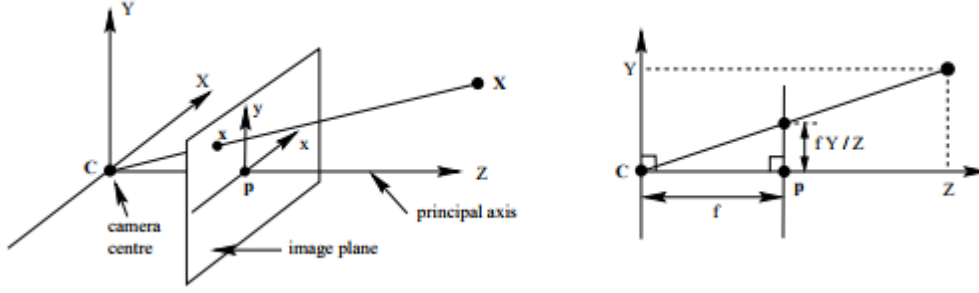 Y
X
X
y
x
x
C
Z
p
principal axis
camera
centre
image plane
Y
f Y / Z
C
p
Z
f